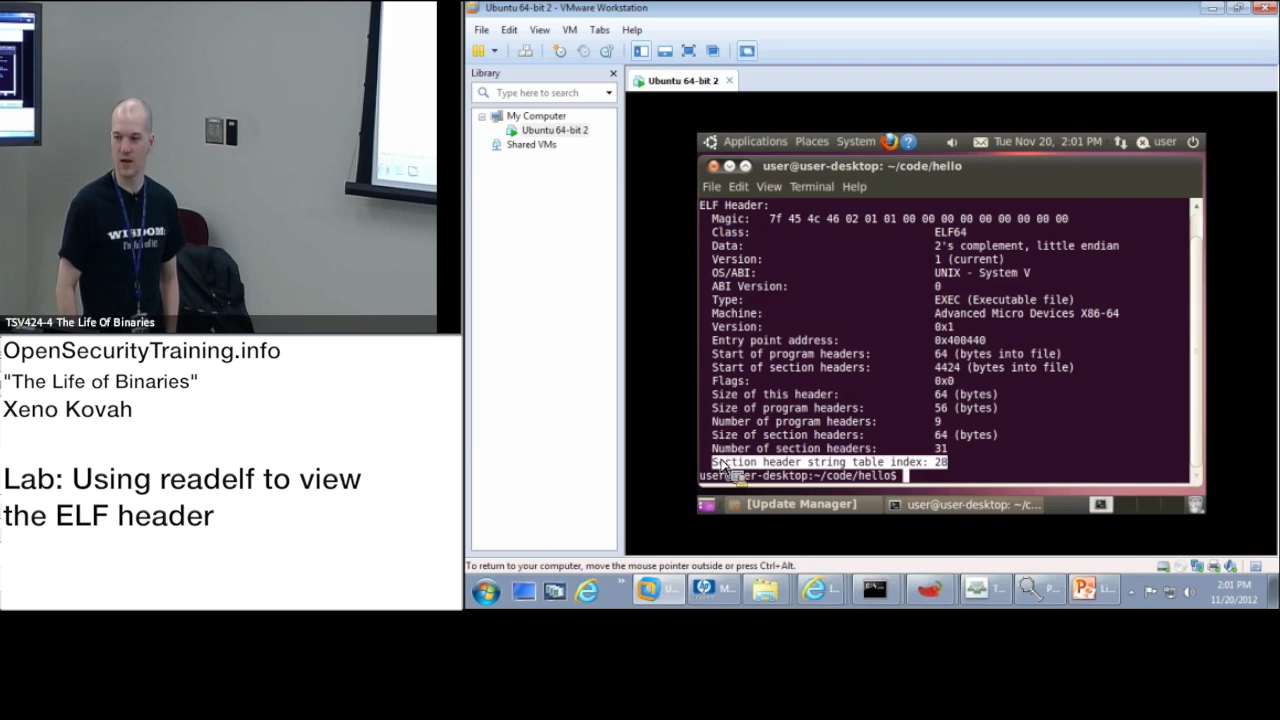 WISDOM:
TSV424-4 The Life Of Binaries
OpenSecurityTraining.info
"The Life of Binaries"
Xeno Kovah
Lab: Using readelf to view
the ELF header
Ubuntu 64-bit 2 - VMware Workstation
File Edit View VM Tabs Help
Library
Type here to search
My Computer
Ubuntu 64-bit 2
Shared VMs
Ubuntu 64-bit 2
Applications Places System Tue Nov 20, 2:01 PM user
user@user-desktop: ~/code/hello
File Edit View Terminal Help
ELF Header:
Magic: 7f 45 4c 46 02 01 01 00 00 00 00 00 00 00 00 00
Class: ELF64
Data: 2's complement, little endian
Version: 1 (current)
OS/ABI: UNIX - System V
ABI Version: 0
Type: EXEC (Executable file)
Machine: Advanced Micro Devices X86-64
Version: 0x1
Entry point address: 0x400440
Start of program headers: 64 (bytes into file)
Start of section headers: 4424 (bytes into file)
Flags: 0x0
Size of this header: 64 (bytes)
Size of program headers: 56 (bytes)
Number of program headers: 9
Size of section headers: 64 (bytes)
Number of section headers: 31
Section header string table index: 28
user@user-desktop:~/code/hello$
[Update Manager] user@user-desktop: ~/c...
To return to your computer, move the mouse pointer outside or press Ctrl+Alt.
U... M... I... T... P... Li...
2:01 PM
11/20/2012